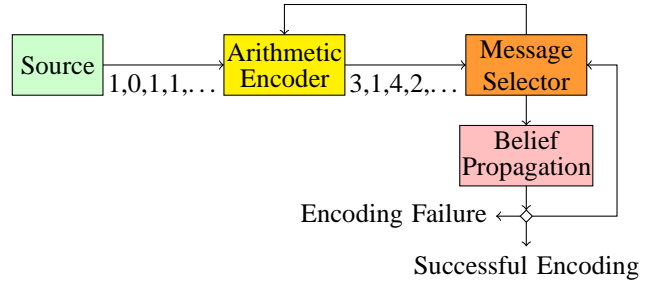 Source
1,0,1,1,...
Arithmetic
Encoder
3,1,4,2,...
Message
Selector
Belief
Propagation
Encoding Failure
Successful Encoding